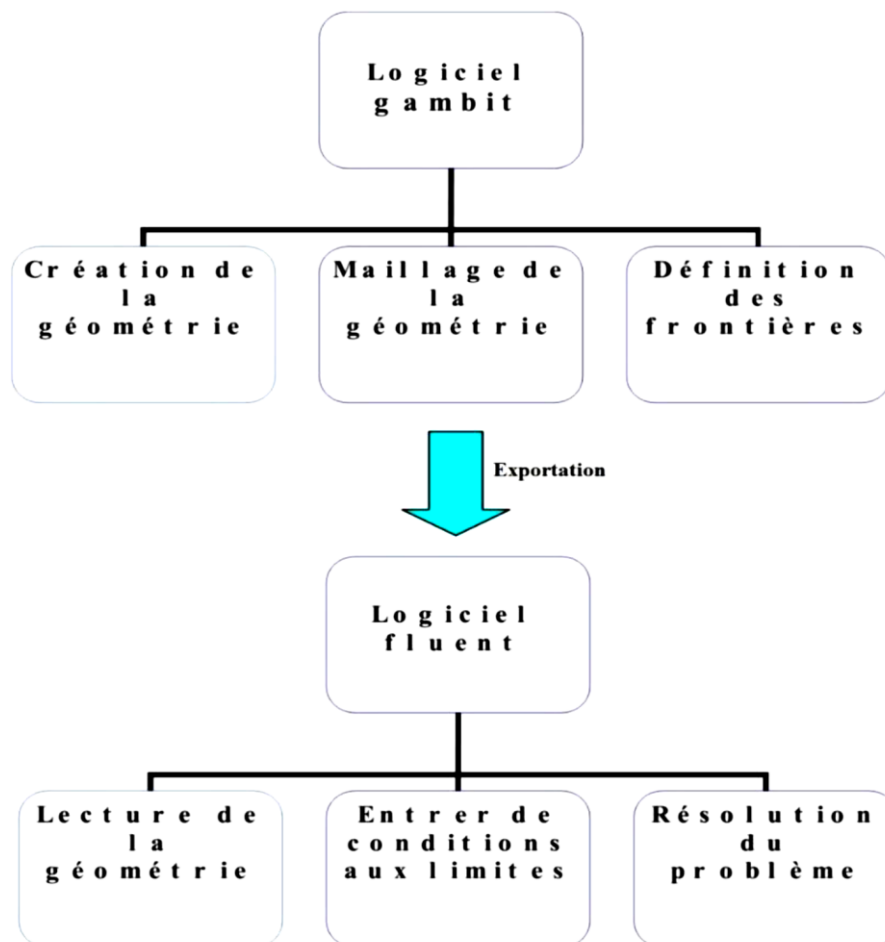 Logiciel
gambit
Création de
la
géométrie
Maillage de
la
géométrie
Définition
des
frontières
Exportation
Logiciel
fluent
Lecture de
la
géométrie
Entrer de
conditions
aux limites
Résolution
du
problème